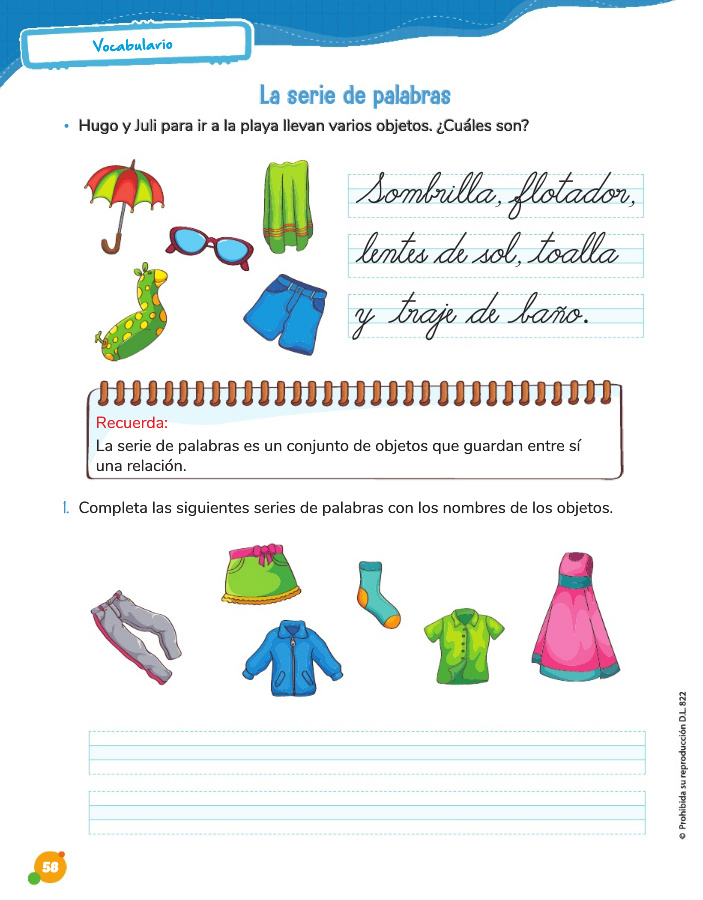 Vocabulario
La serie de palabras
• Hugo y Juli para ir a la playa llevan varios objetos. ¿Cuáles son?
Sombrilla, flotador,
lentes de sol, toalla
y traje de baño.
Recuerda:
La serie de palabras es un conjunto de objetos que guardan entre sí
una relación.
1. Completa las siguientes series de palabras con los nombres de los objetos.
© Prohibida su reproducción D.L. 822
58